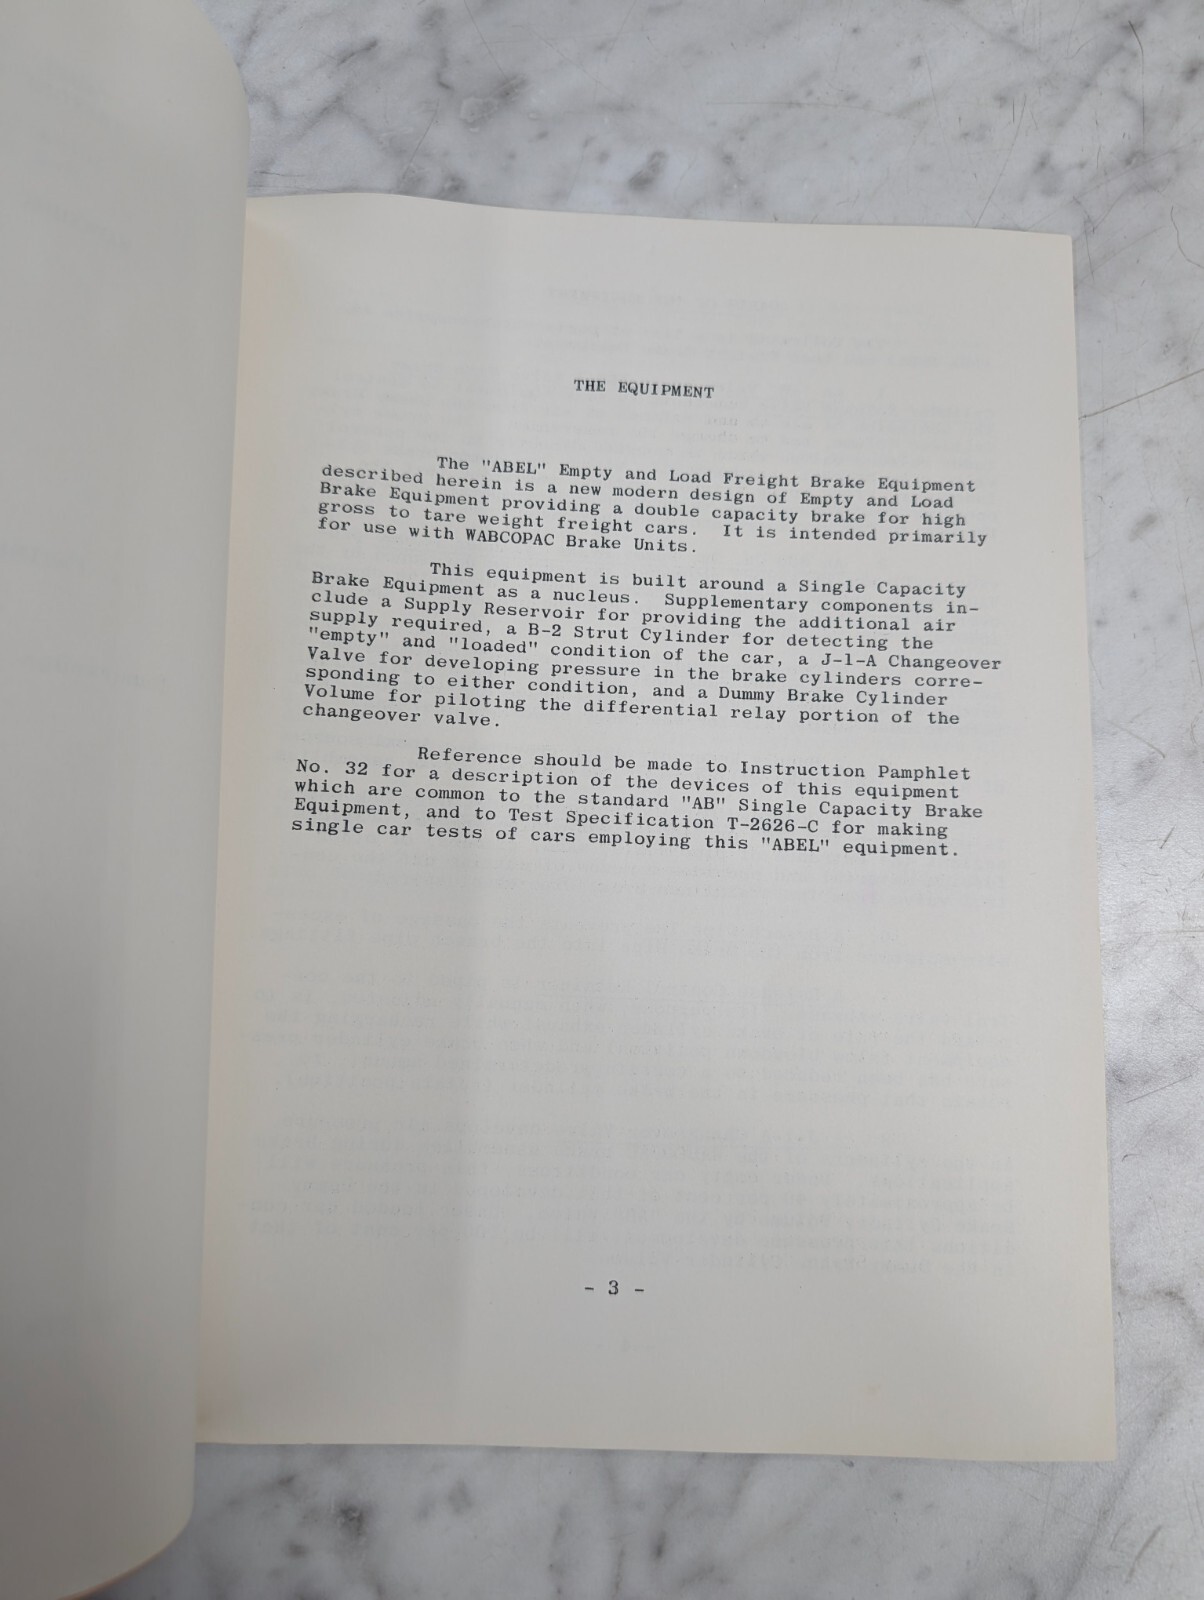 THE EQUIPMENT
The "ABEL" Empty and Load Freight Brake Equipment
described herein is a new modern design of Empty and Load
Brake Equipment providing a double capacity brake for high
gross to tare weight freight cars. It is intended primarily
for use with WABCOPAC Brake Units.
This equipment is built around a Single Capacity
Brake Equipment as a nucleus. Supplementary components in-
clude a Supply Reservoir for providing the additional air
supply required, a B-2 Strut Cylinder for detecting the
"empty" and "loaded" condition of the car, a J-1-A Changeover
Valve for developing pressure in the brake cylinders corre-
sponding to either condition, and a Dummy Brake Cylinder
Volume for piloting the differential relay portion of the
changeover valve.
Reference should be made to Instruction Pamphlet
No. 32 for a description of the devices of this equipment
which are common to the standard "AB" Single Capacity Brake
Equipment, and to Test Specification T-2626-C for making
single car tests of cars employing this "ABEL" equipment.
- 3 -